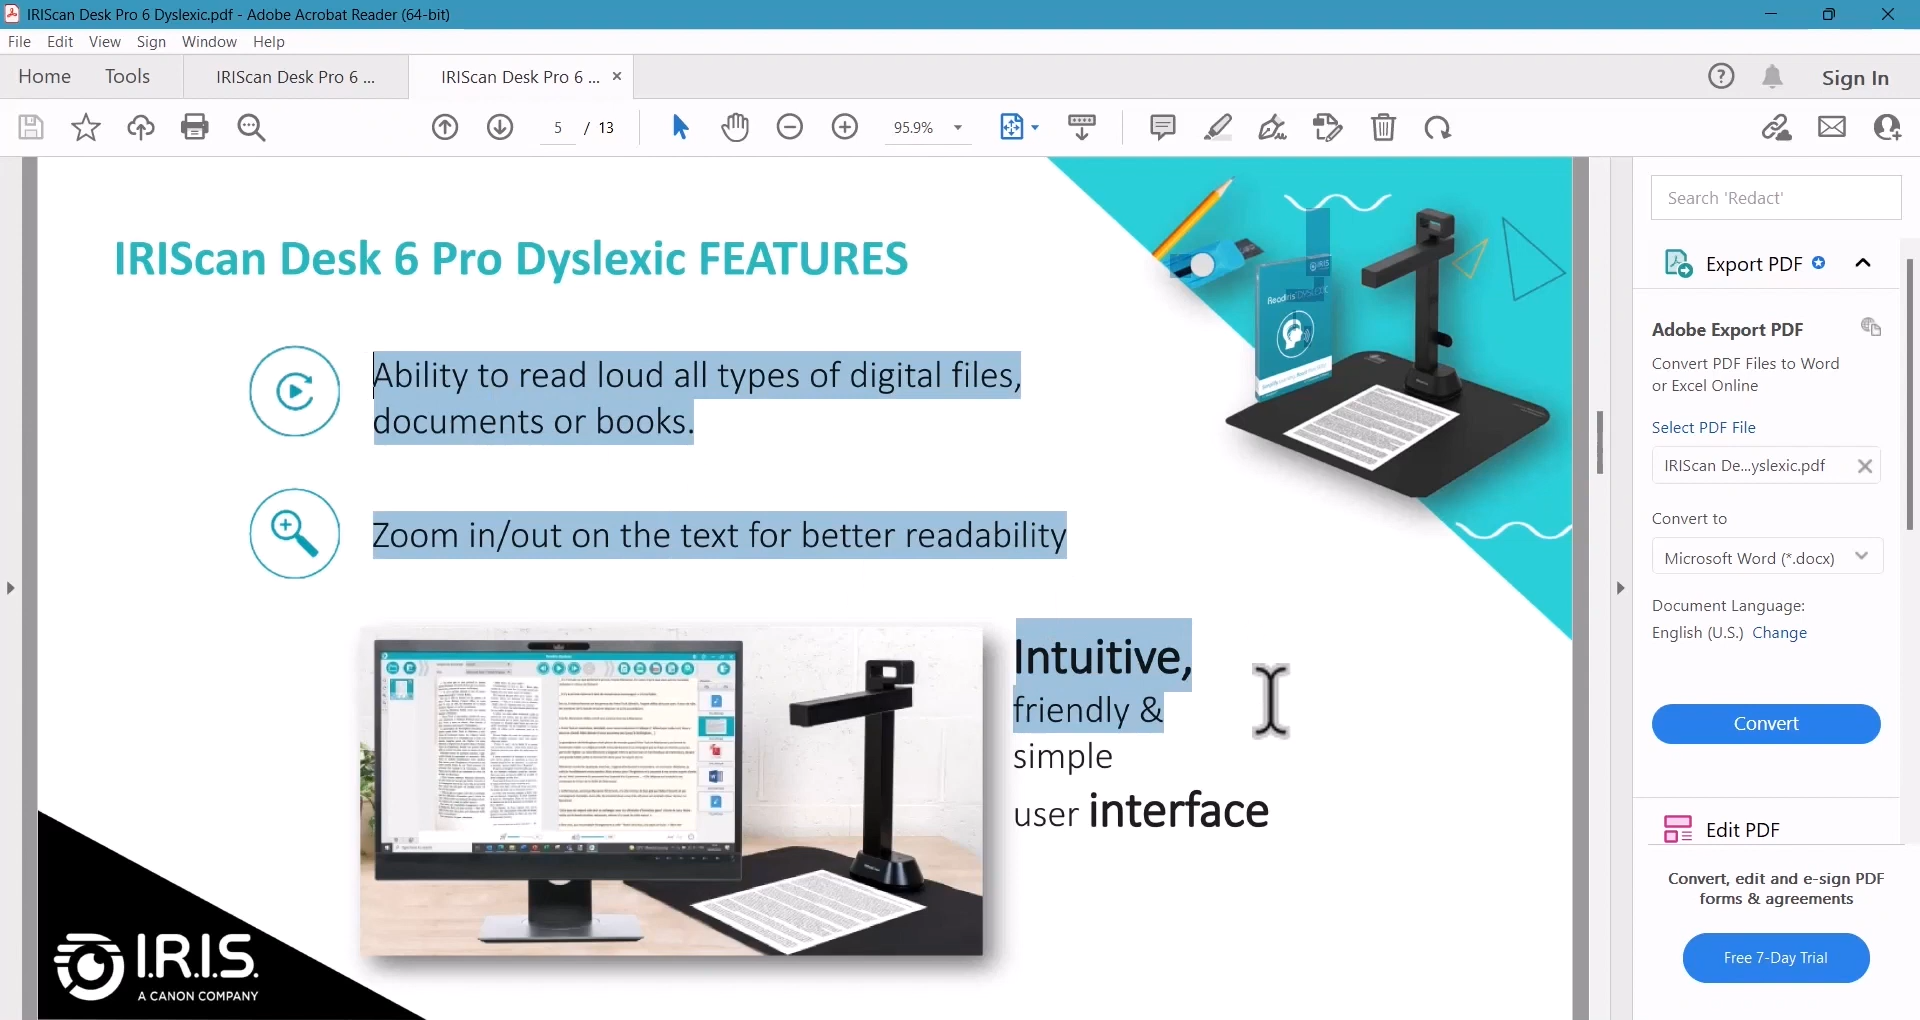 IRIScan Desk Pro 6 Dyslexic.pdf - Adobe Acrobat Reader (64-bit)
File Edit View Sign Window Help
Home Tools IRIScan Desk Pro 6 ... IRIScan Desk Pro 6 ... × Sign In
5 / 13 95.9%
IRIScan Desk 6 Pro Dyslexic FEATURES
Ability to read loud all types of digital files,
documents or books.
Zoom in/out on the text for better readability
Intuitive,
friendly &
simple
user interface
IRIS
Readiris DYSLEXIC
I.R.I.S.
A CANON COMPANY
Search 'Redact'
Export PDF
Adobe Export PDF
Convert PDF Files to Word
or Excel Online
Select PDF File
IRIScan De...yslexic.pdf
Convert to
Microsoft Word (*.docx)
Document Language:
English (U.S.) Change
Convert
Edit PDF
Convert, edit and e-sign PDF
forms & agreements
Free 7-Day Trial